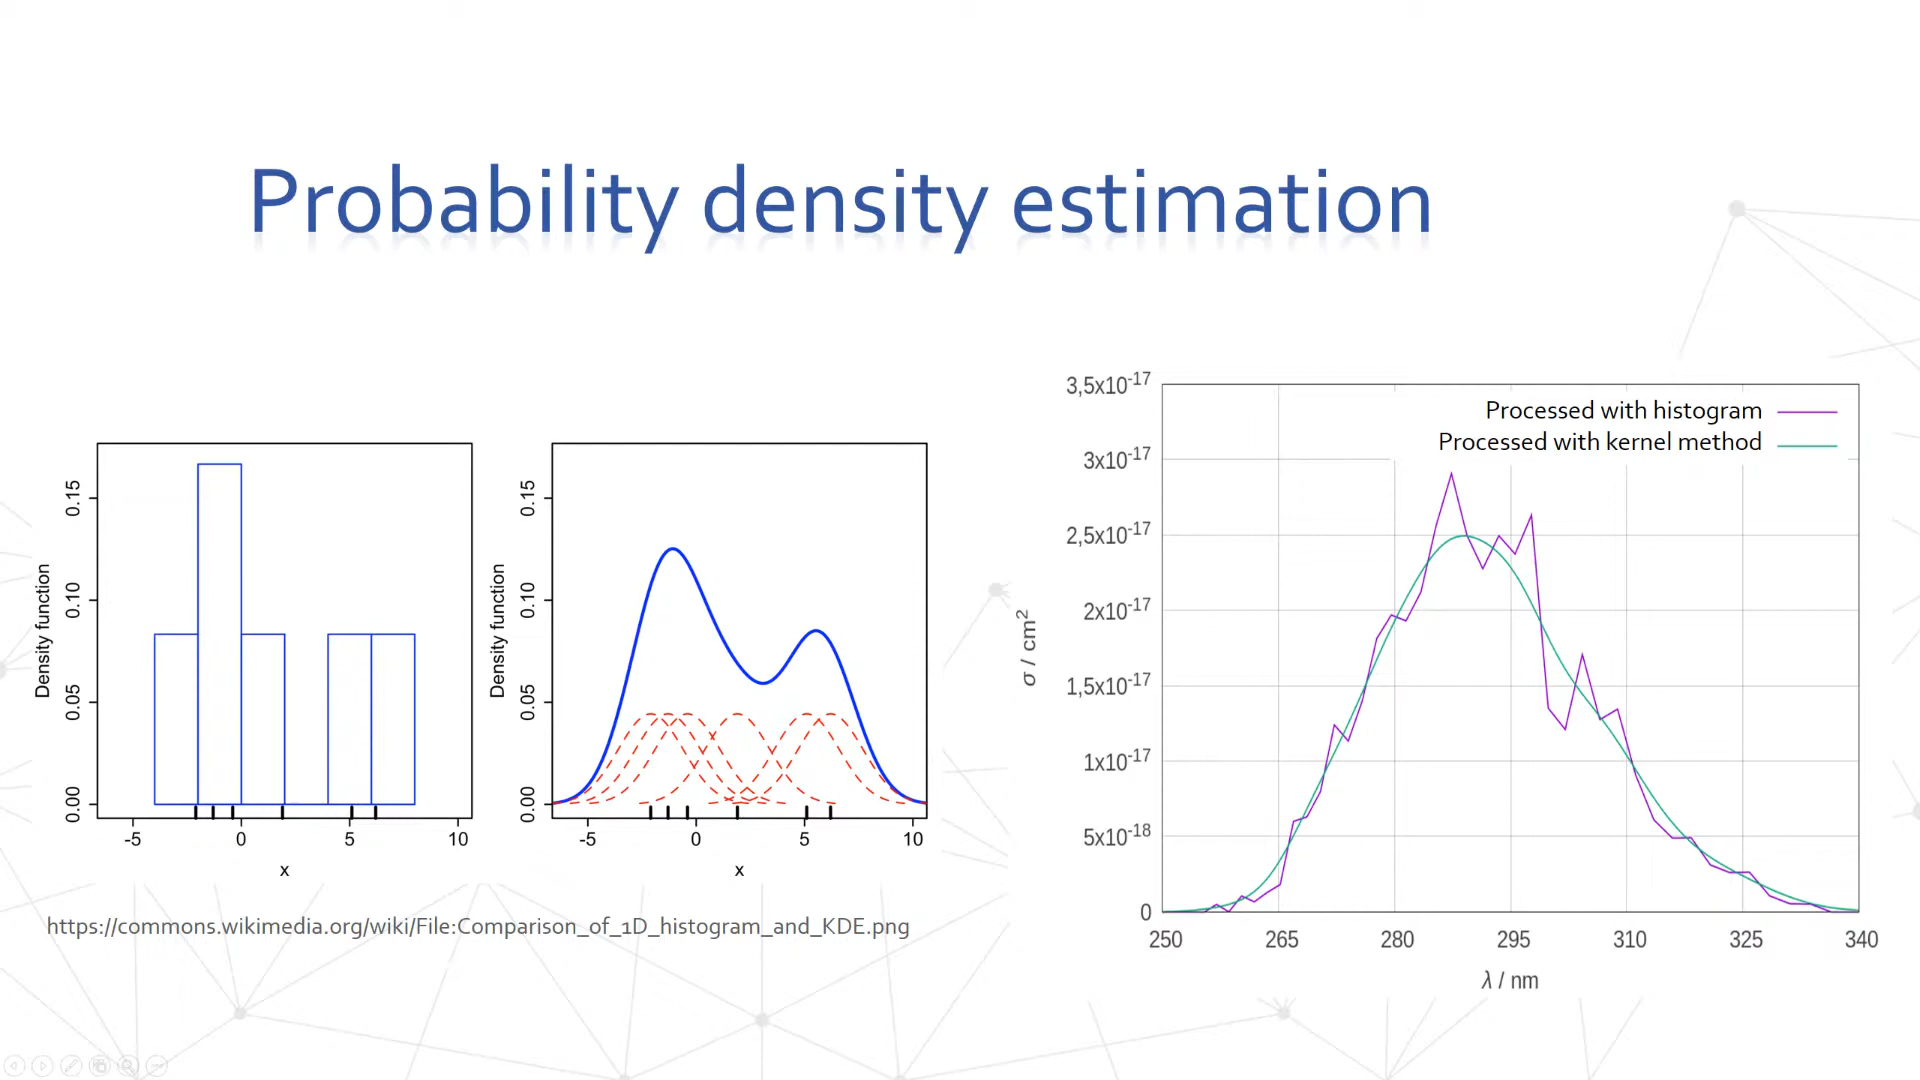 Probability density estimation
0.15
0.10
0.05
0.00
Density function
-5 0 5 10
x
0.15
0.10
0.05
0.00
Density function
-5 0 5 10
x
https://commons.wikimedia.org/wiki/File:Comparison_of_1D_histogram_and_KDE.png
Processed with histogram
Processed with kernel method
3,5x10⁻¹⁷
3x10⁻¹⁷
2,5x10⁻¹⁷
2x10⁻¹⁷
1,5x10⁻¹⁷
1x10⁻¹⁷
5x10⁻¹⁸
0
σ / cm²
250 265 280 295 310 325 340
λ / nm